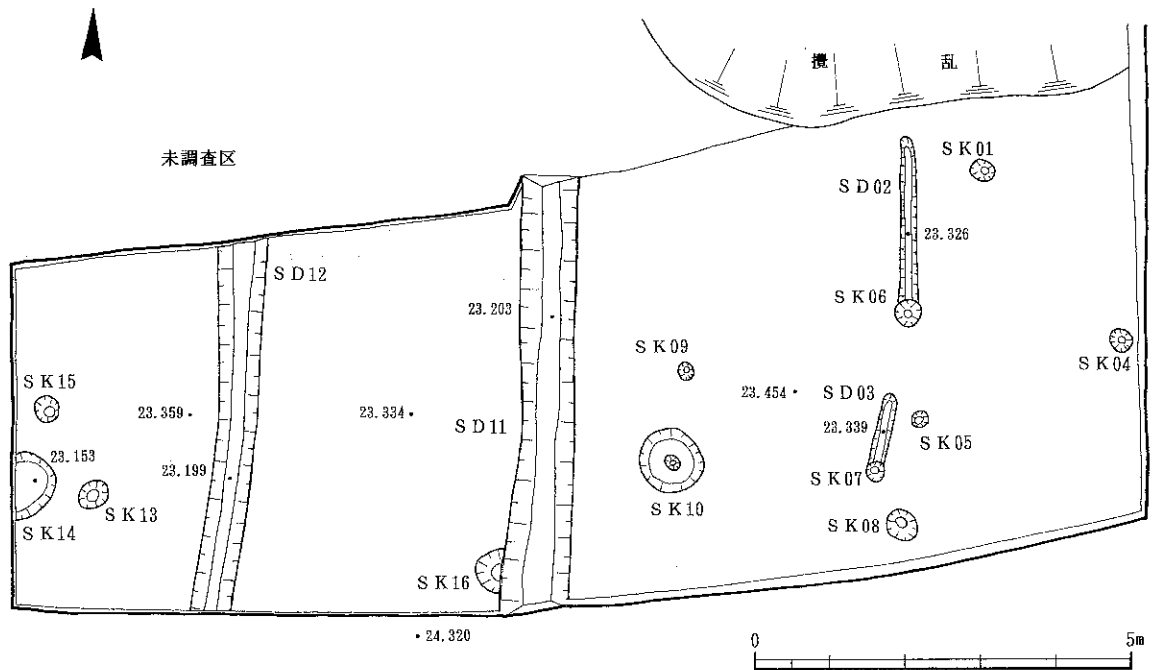 攪
乱
未調査区
SK01
SD02
23.326
SK06
SD12
23.203
SK04
SK09
SK15
23.359
23.334
23.454
SD03
SD11
23.339
SK05
23.153
23.199
SK07
SK13
SK10
SK14
SK08
SK16
24.320
0
5m